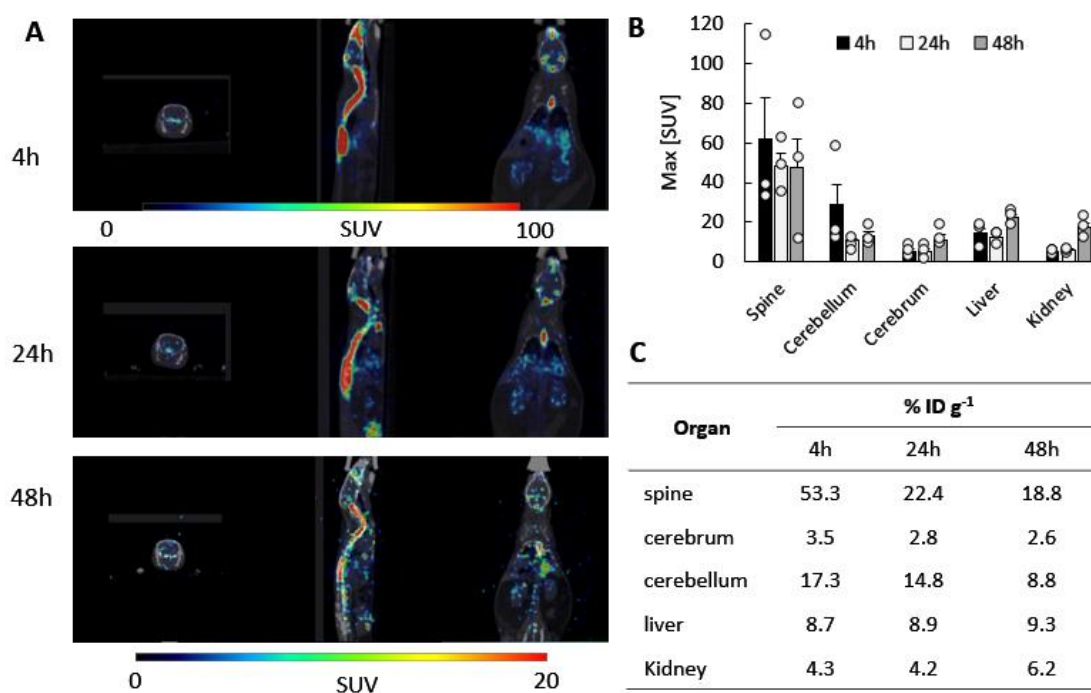 A
4h
0 SUV 100
24h
48h
0 SUV 20
B
Max [SUV]
120
100
80
60
40
20
0
4h 24h 48h
Spine
Cerebellum
Cerebrum
Liver
Kidney
C
Organ % ID g⁻¹
4h 24h 48h
spine 53.3 22.4 18.8
cerebrum 3.5 2.8 2.6
cerebellum 17.3 14.8 8.8
liver 8.7 8.9 9.3
Kidney 4.3 4.2 6.2